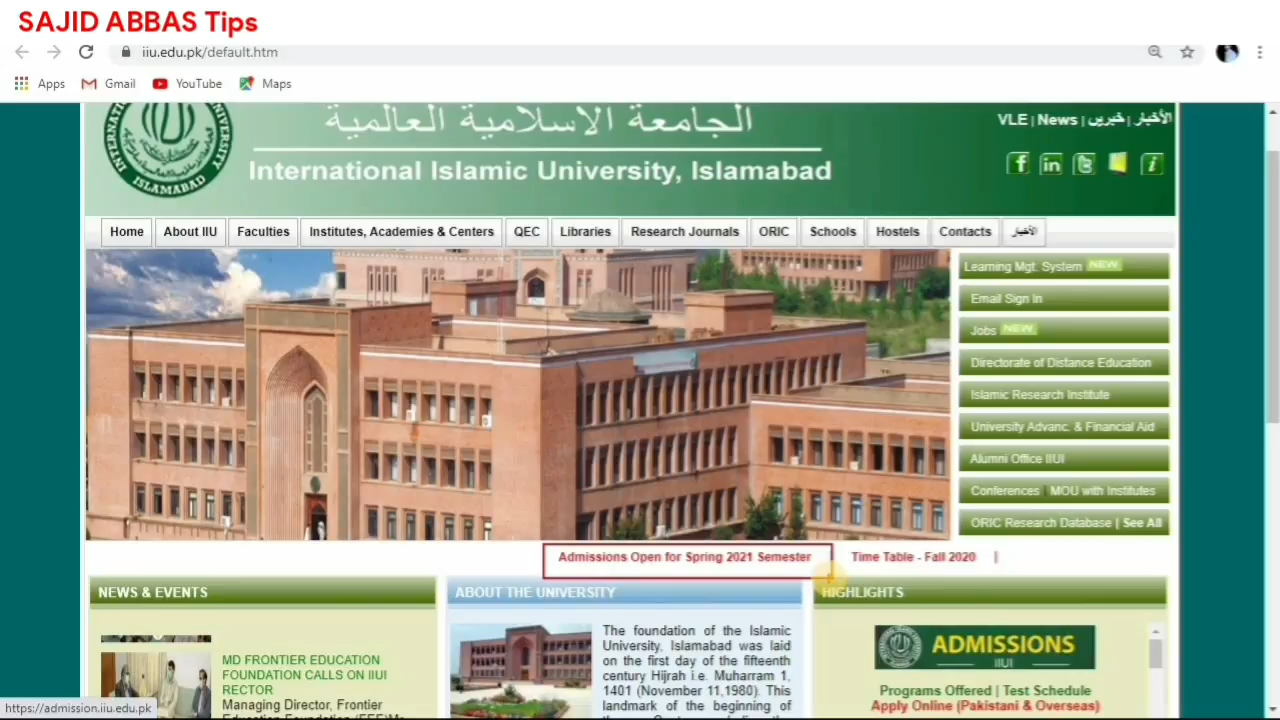 SAJID ABBAS Tips
iiu.edu.pk/default.htm
Apps Gmail YouTube Maps
الجامعة الاسلامية العالمية
International Islamic University, Islamabad
INTERNATIONAL UNIVERSITY ISLAMABAD
VLE | News | خبریں | الأخبار
Home About IIU Faculties Institutes, Academies & Centers QEC Libraries Research Journals ORIC Schools Hostels Contacts الأخبار
Learning Mgt. System NEW
Email Sign In
Jobs NEW
Directorate of Distance Education
Islamic Research Institute
University Advanc. & Financial Aid
Alumni Office IIUI
Conferences | MOU with Institutes
ORIC Research Database | See All
Admissions Open for Spring 2021 Semester Time Table - Fall 2020 |
NEWS & EVENTS
MD FRONTIER EDUCATION
FOUNDATION CALLS ON IIUI
RECTOR
Managing Director, Frontier
ABOUT THE UNIVERSITY
The foundation of the Islamic
University, Islamabad was laid
on the first day of the fifteenth
century Hijrah i.e. Muharram 1,
1401 (November 11,1980). This
landmark of the beginning of
HIGHLIGHTS
ADMISSIONS
IIUI
Programs Offered | Test Schedule
Apply Online (Pakistani & Overseas)
https://admission.iiu.edu.pk